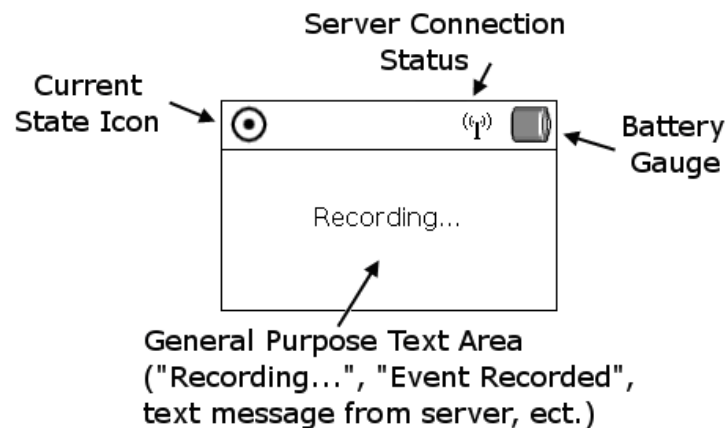 Server Connection
Status
Current
State Icon
Battery
Gauge
Recording...
General Purpose Text Area
("Recording...", "Event Recorded",
text message from server, ect.)